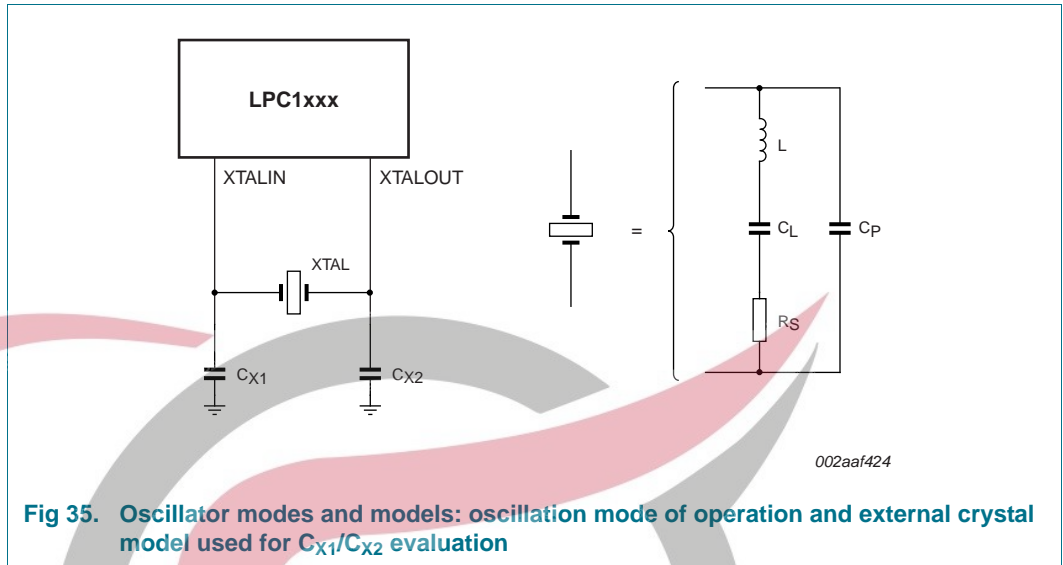 LPC1xxx
XTALIN
XTALOUT
XTAL
CX1
CX2
=
L
CL
CP
RS
002aaf424
Fig 35. Oscillator modes and models: oscillation mode of operation and external crystal
model used for CX1/CX2 evaluation